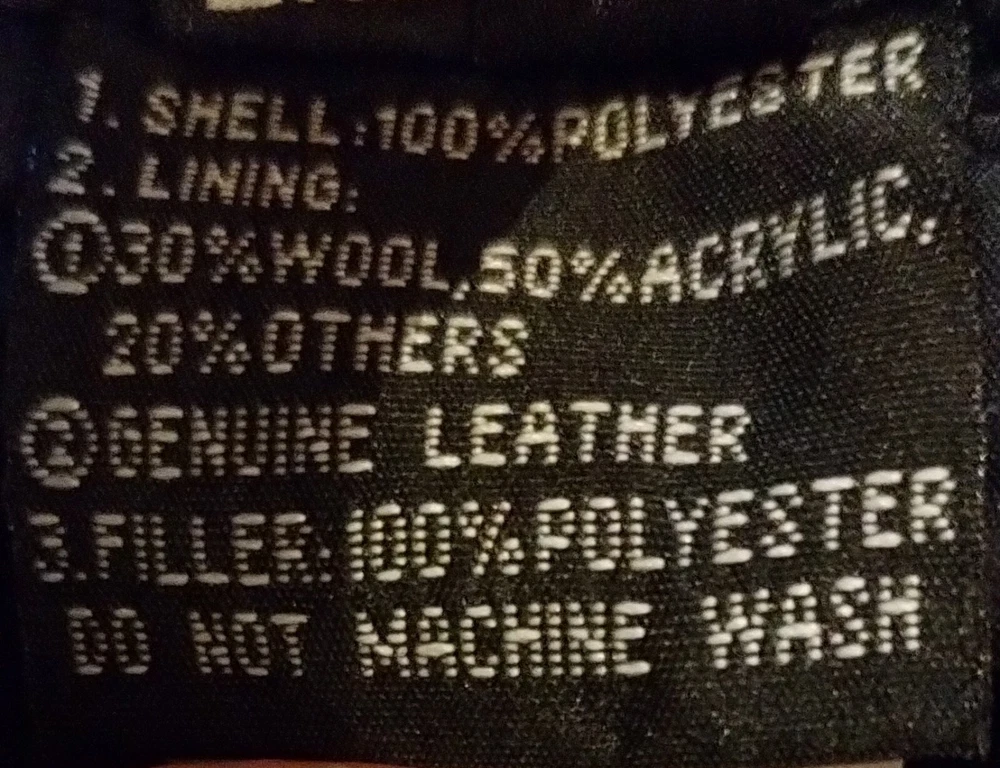 1. SHELL:100%POLYESTER
2. LINING:
①30%WOOL,50%ACRYLIC,
20%OTHERS
②GENUINE LEATHER
3.FILLER:100%POLYESTER
DO NOT MACHINE WASH